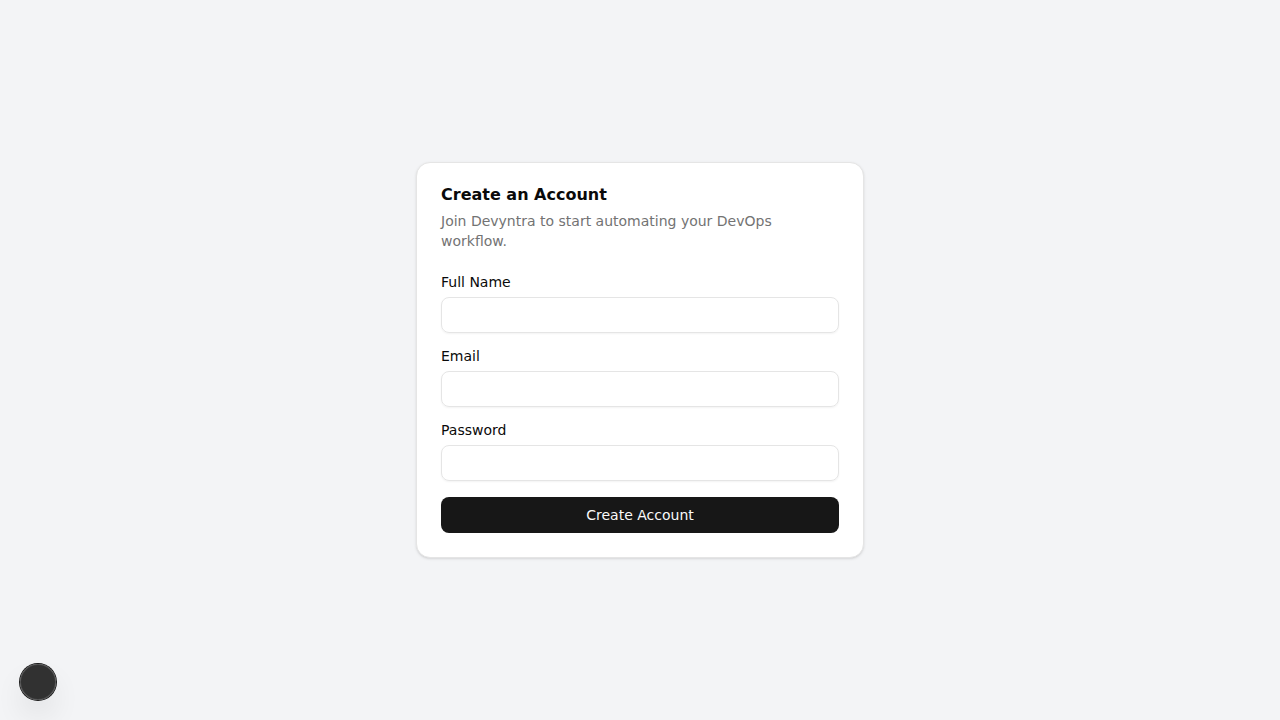 Create an Account
Join Devyntra to start automating your DevOps
workflow.
Full Name
Email
Password
Create Account